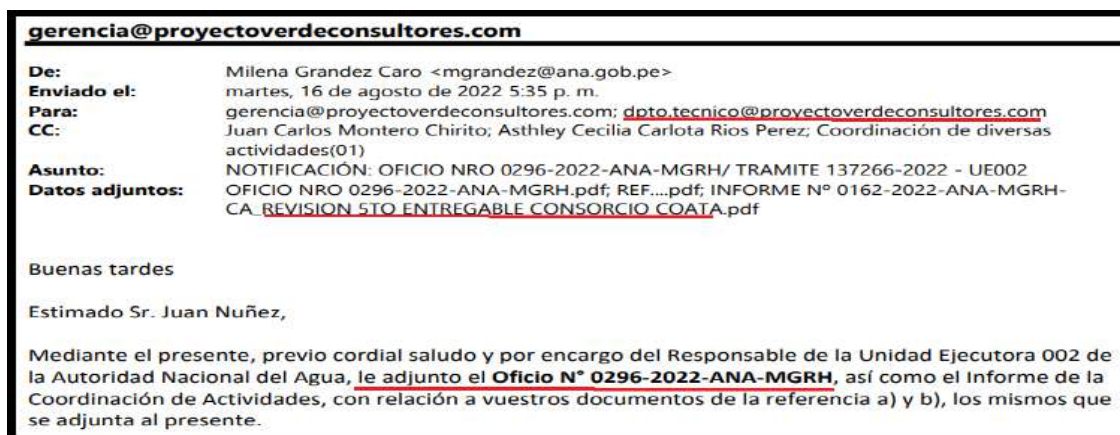 gerencia@proyectoverdeconsultores.com
De: Milena Grandez Caro <mgrandez@ana.gob.pe>
Enviado el: martes, 16 de agosto de 2022 5:35 p. m.
Para: gerencia@proyectoverdeconsultores.com; dpto.tecnico@proyectoverdeconsultores.com
CC: Juan Carlos Montero Chirito; Asthley Cecilia Carlota Rios Perez; Coordinación de diversas
actividades(01)
Asunto: NOTIFICACIÓN: OFICIO NRO 0296-2022-ANA-MGRH/ TRAMITE 137266-2022 - UE002
Datos adjuntos: OFICIO NRO 0296-2022-ANA-MGRH.pdf; REF....pdf; INFORME Nº 0162-2022-ANA-MGRH-
CA_REVISION 5TO ENTREGABLE CONSORCIO COATA.pdf
Buenas tardes
Estimado Sr. Juan Nuñez,
Mediante el presente, previo cordial saludo y por encargo del Responsable de la Unidad Ejecutora 002 de
la Autoridad Nacional del Agua, le adjunto el Oficio N° 0296-2022-ANA-MGRH, así como el Informe de la
Coordinación de Actividades, con relación a vuestros documentos de la referencia a) y b), los mismos que
se adjunta al presente.